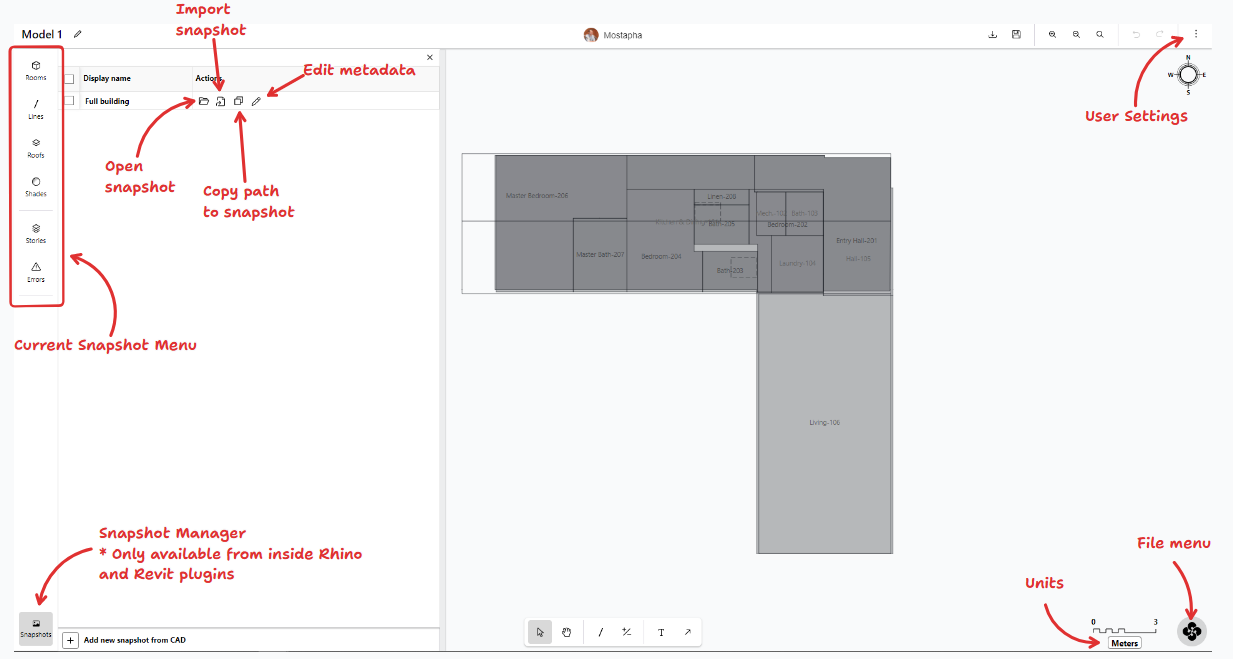 Import
snapshot
Model 1
Mostapha
Rooms
Lines
Roofs
Shades
Stories
Errors
Display name
Actions
Full building
Edit metadata
Open
snapshot
Copy path
to snapshot
User Settings
N
W
E
S
Current Snapshot Menu
Master Bedroom-206
Linen-208
Bath-205
Mech-102
Bath-103
Bedroom-202
Entry Hall-201
Hall-105
Master Bath-207
Bedroom-204
Bath-203
Laundry-104
Living-106
Snapshot Manager
* Only available from inside Rhino
and Revit plugins
File menu
Units
0
3
Meters
Snapshots
+
Add new snapshot from CAD
T